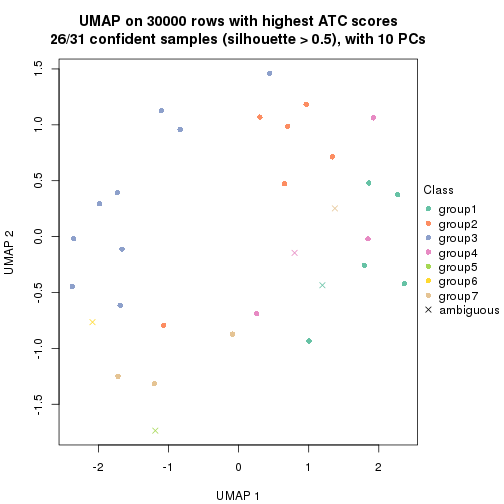 UMAP on 30000 rows with highest ATC scores
26/31 confident samples (silhouette > 0.5), with 10 PCs
1.5
1.0
0.5
0.0
-0.5
-1.0
-1.5
UMAP 2
-2
-1
0
1
2
UMAP 1
Class
group1
group2
group3
group4
group5
group6
group7
ambiguous